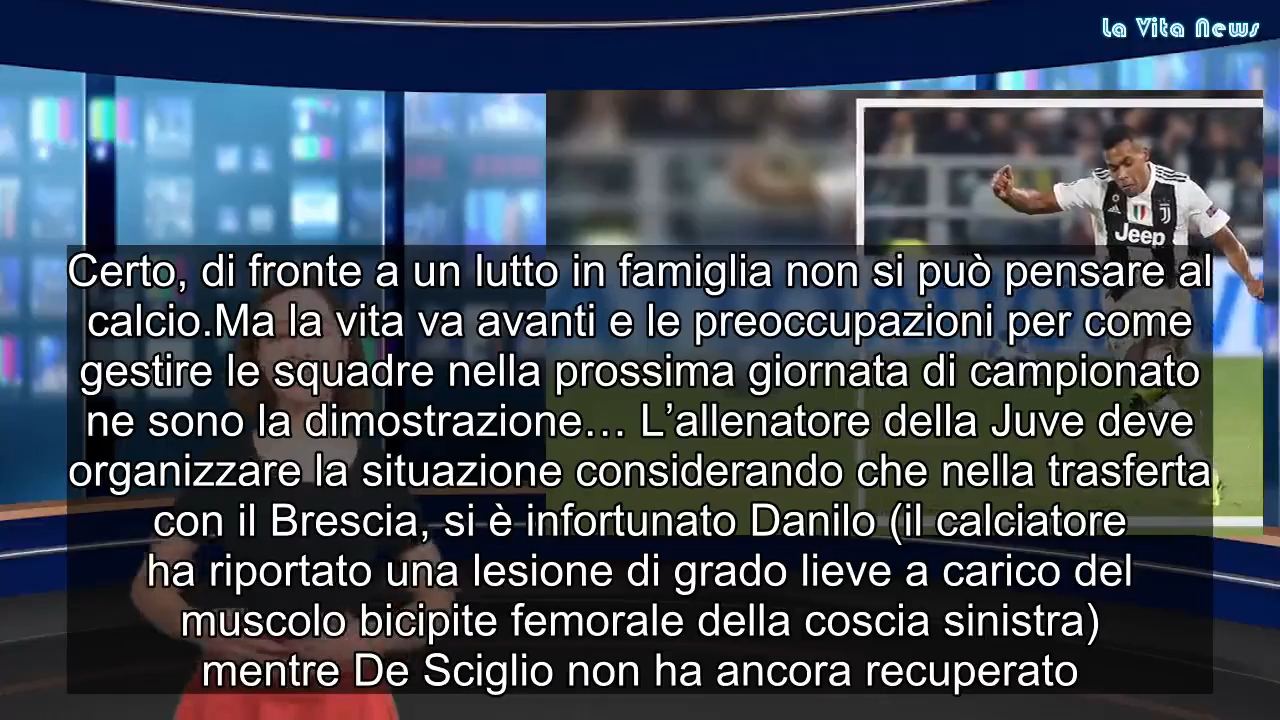 La Vita News
Jeep
Certo, di fronte a un lutto in famiglia non si può pensare al
calcio.Ma la vita va avanti e le preoccupazioni per come
gestire le squadre nella prossima giornata di campionato
ne sono la dimostrazione… L’allenatore della Juve deve
organizzare la situazione considerando che nella trasferta
con il Brescia, si è infortunato Danilo (il calciatore
ha riportato una lesione di grado lieve a carico del
muscolo bicipite femorale della coscia sinistra)
mentre De Sciglio non ha ancora recuperato